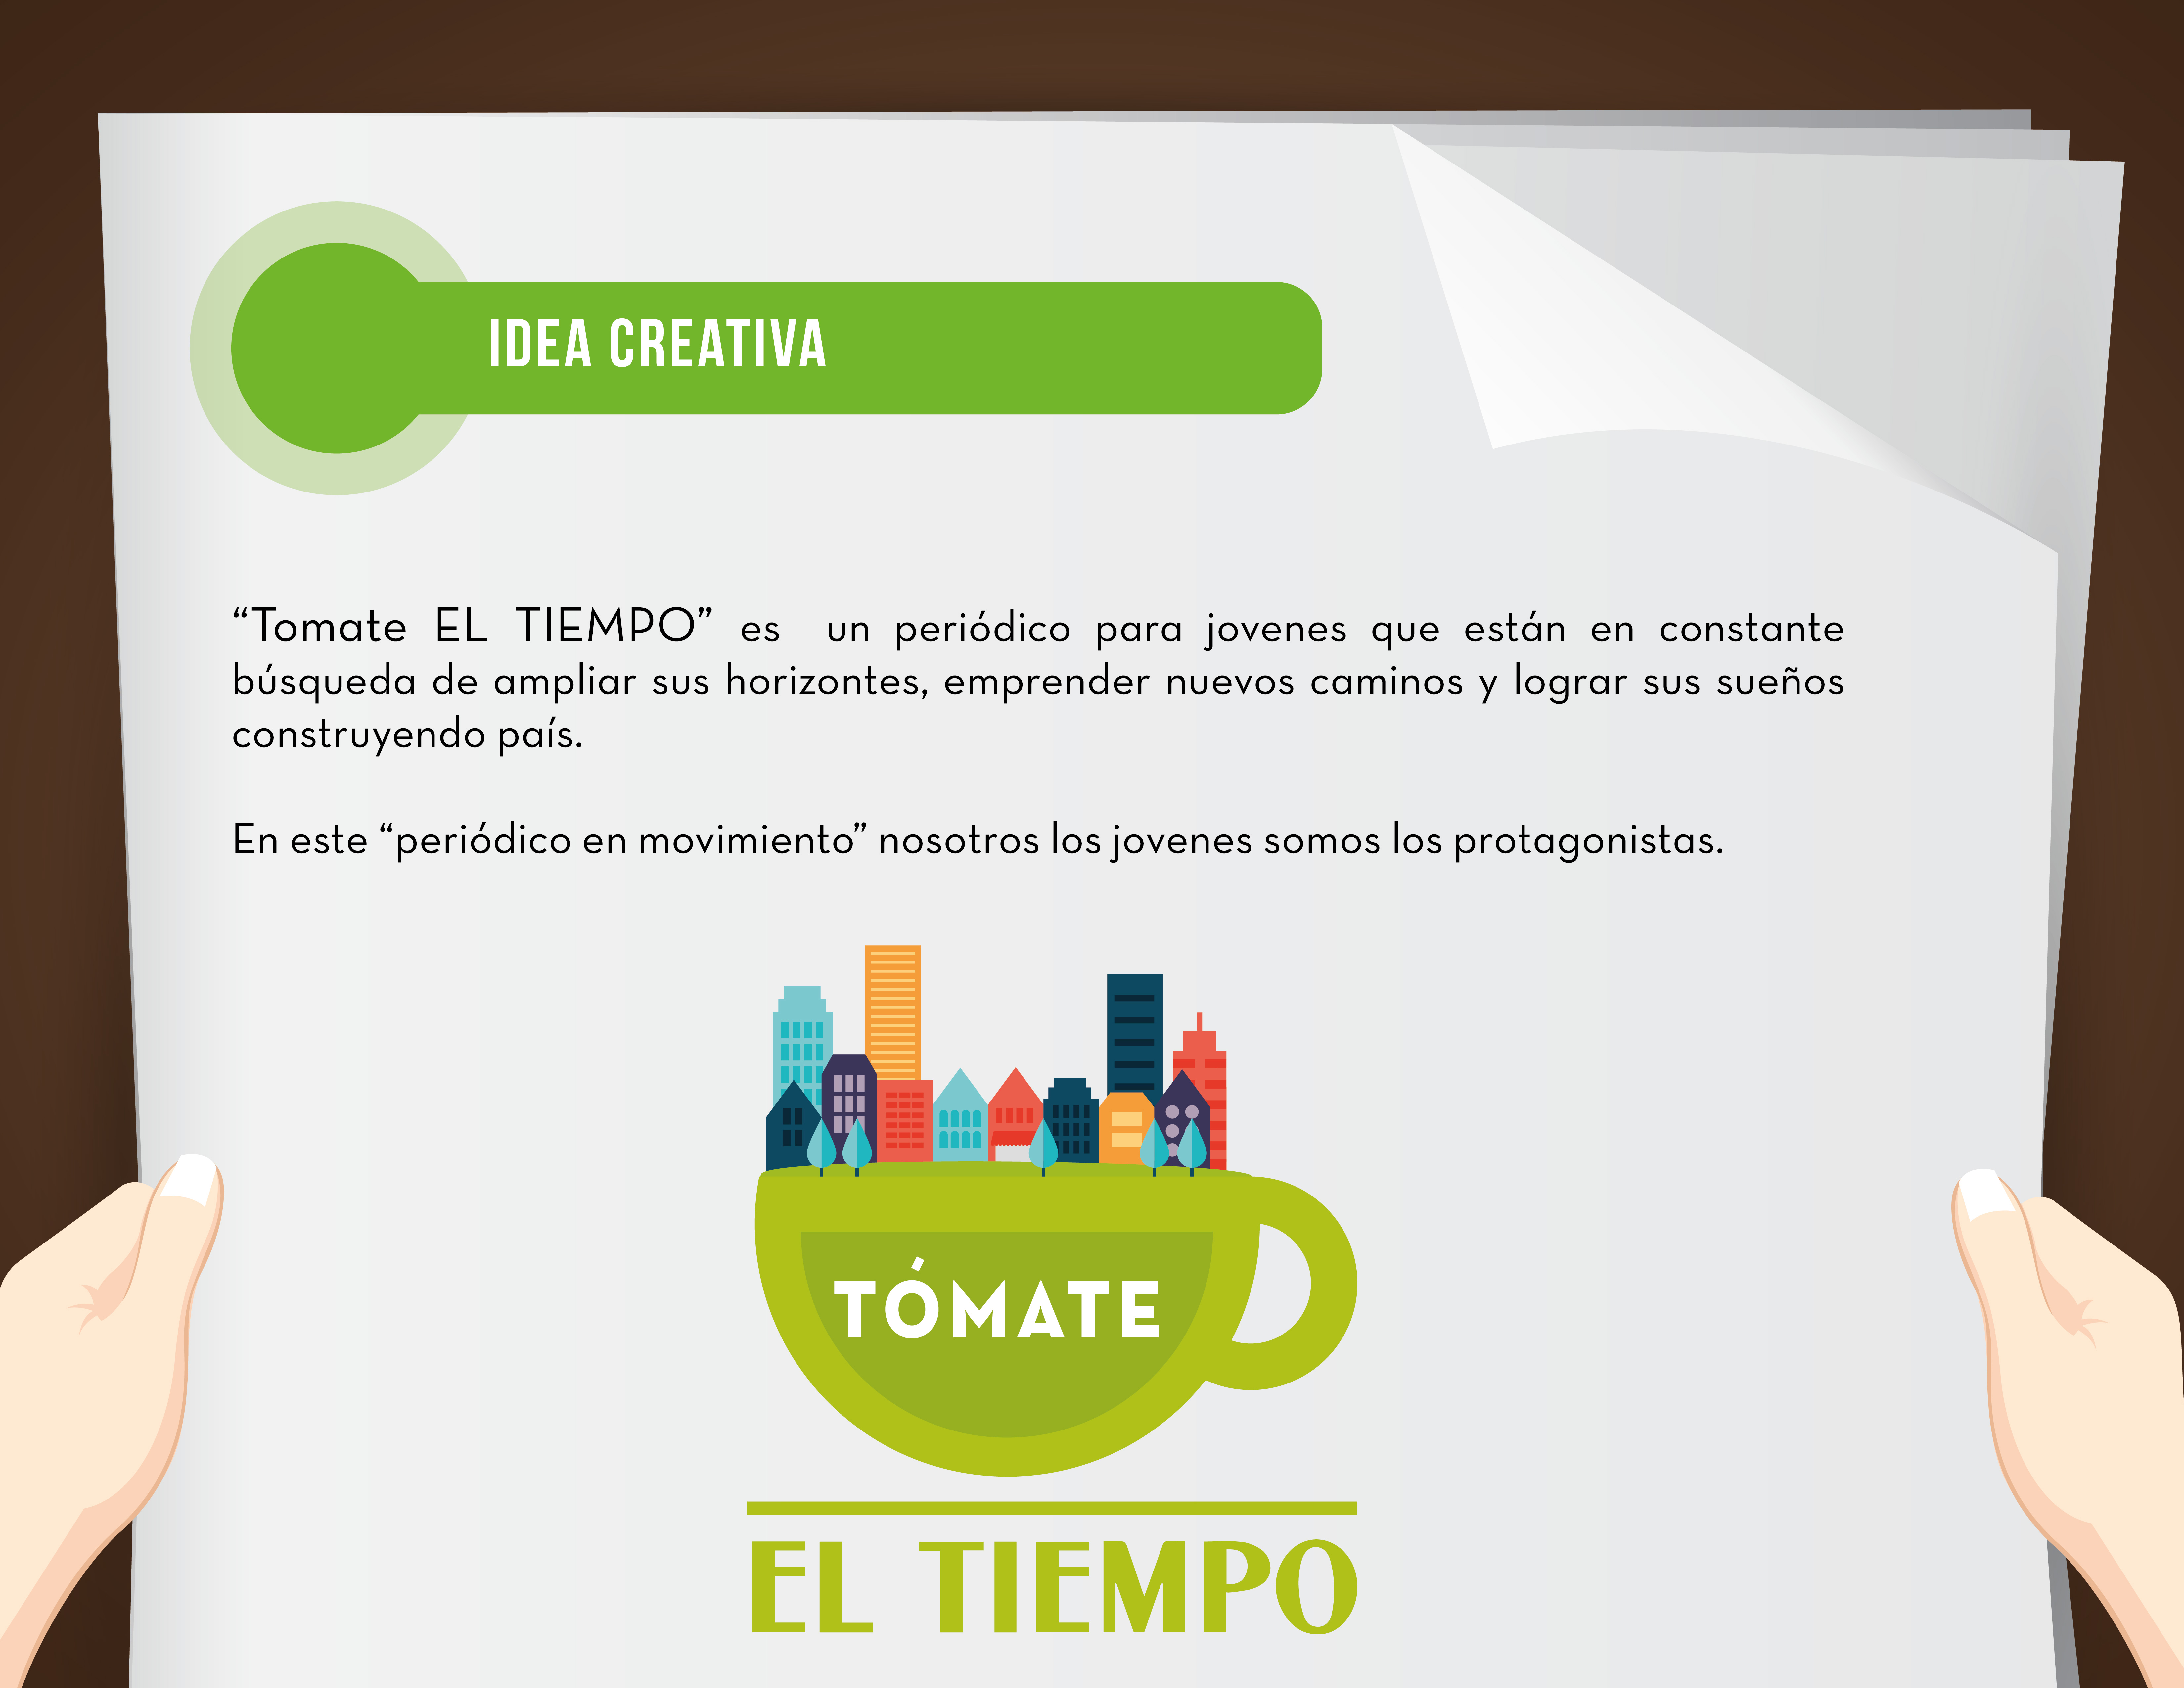 IDEA CREATIVA
“Tomate EL TIEMPO” es un periódico para jovenes que están en constante
búsqueda de ampliar sus horizontes, emprender nuevos caminos y lograr sus sueños
construyendo país.
En este “periódico en movimiento” nosotros los jovenes somos los protagonistas.
TÓMATE
EL TIEMPO